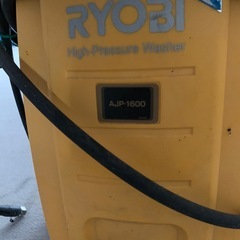 RYOBI
High-Pressure Washer
AJP-1600